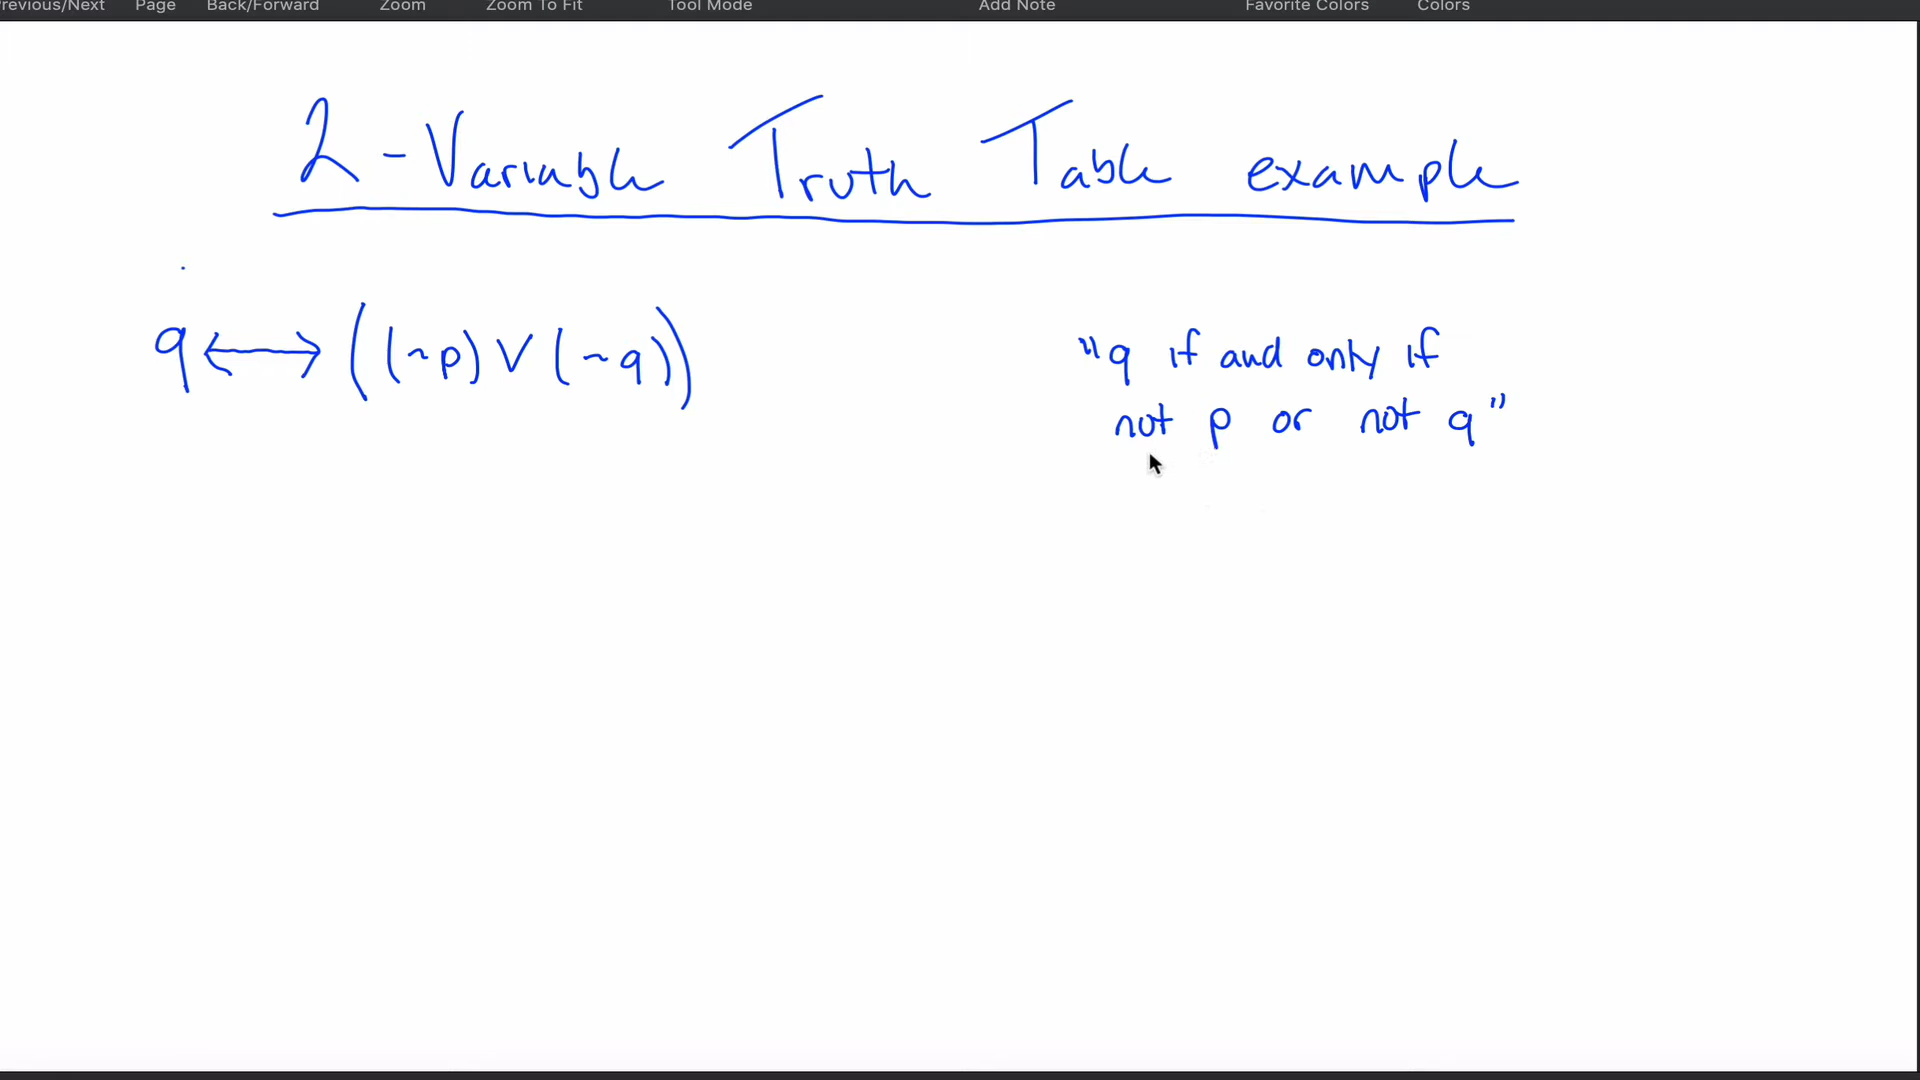 revious/Next Page Back/Forward Zoom Zoom To Fit Tool Mode Add Note Favorite Colors Colors
2-Variable Truth Table example
q ⟷ ((~p) ∨ (~q))
"q if and only if
not p or not q"